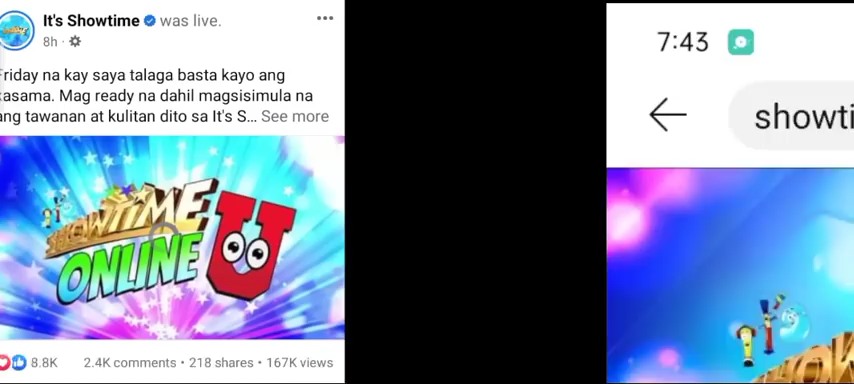 It's Showtime was live.
8h
Friday na kay saya talaga basta kayo ang
kasama. Mag ready na dahil magsisimula na
ang tawanan at kulitan dito sa It's S... See more
SHOWTIME
ONLINE U
8.8K 2.4K comments • 218 shares • 167K views
7:43
showti
SHOW